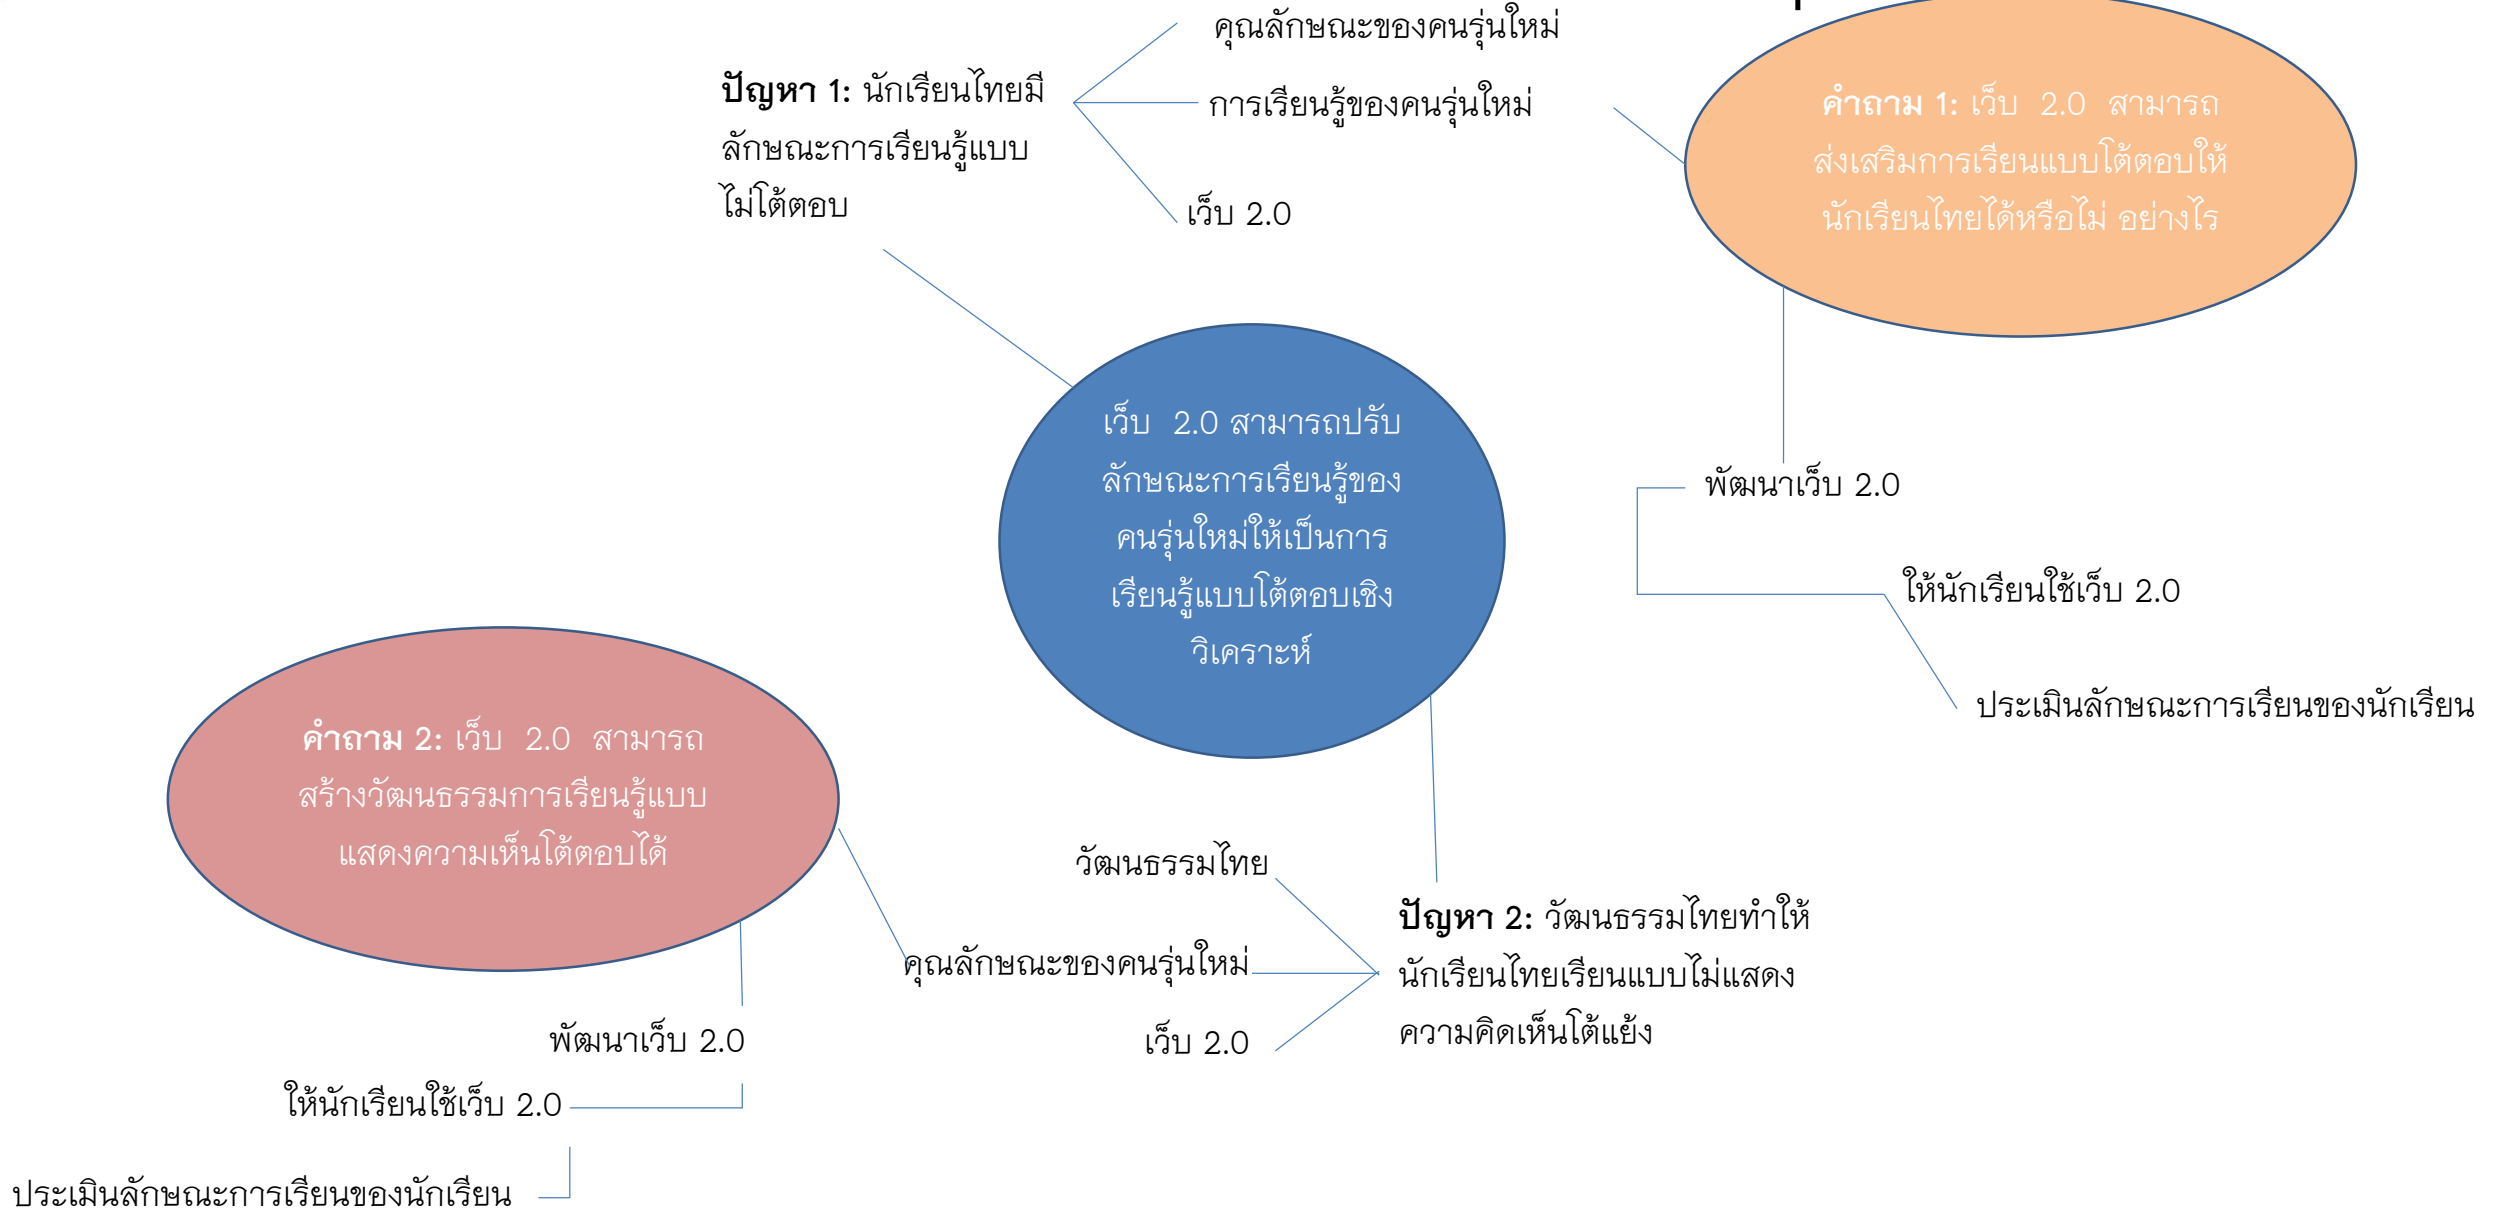 คุณลักษณะของคนรุ่นใหม่
ปัญหา 1: นักเรียนไทยมี
ลักษณะการเรียนรู้แบบ
ไม่โต้ตอบ
การเรียนรู้ของคนรุ่นใหม่
เว็บ 2.0
คำถาม 1: เว็บ 2.0 สามารถ
ส่งเสริมการเรียนแบบโต้ตอบให้
นักเรียนไทยได้หรือไม่ อย่างไร
เว็บ 2.0 สามารถปรับ
ลักษณะการเรียนรู้ของ
คนรุ่นใหม่ให้เป็นการ
เรียนรู้แบบโต้ตอบเชิง
วิเคราะห์
พัฒนาเว็บ 2.0
ให้นักเรียนใช้เว็บ 2.0
ประเมินลักษณะการเรียนของนักเรียน
คำถาม 2: เว็บ 2.0 สามารถ
สร้างวัฒนธรรมการเรียนรู้แบบ
แสดงความเห็นโต้ตอบได้
วัฒนธรรมไทย
คุณลักษณะของคนรุ่นใหม่
เว็บ 2.0
ปัญหา 2: วัฒนธรรมไทยทำให้
นักเรียนไทยเรียนแบบไม่แสดง
ความคิดเห็นโต้แย้ง
พัฒนาเว็บ 2.0
ให้นักเรียนใช้เว็บ 2.0
ประเมินลักษณะการเรียนของนักเรียน